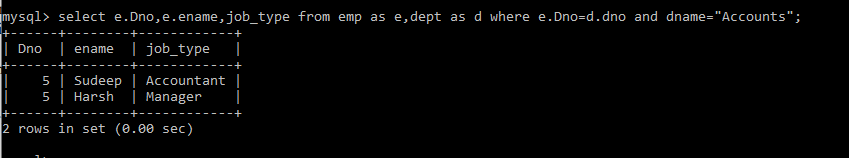 mysql> select e.Dno,e.ename,job_type from emp as e,dept as d where e.Dno=d.dno and dname="Accounts";
+------+--------+------------+
| Dno  | ename  | job_type   |
+------+--------+------------+
|    5 | Sudeep | Accountant |
|    5 | Harsh  | Manager    |
+------+--------+------------+
2 rows in set (0.00 sec)